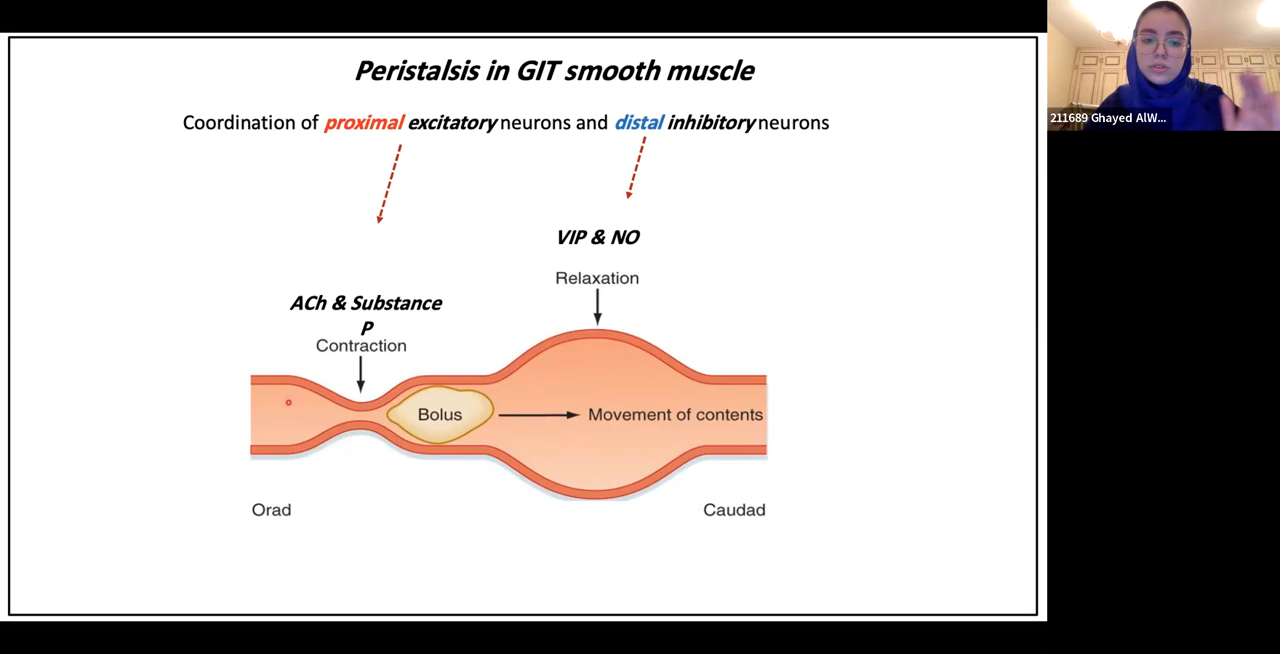 Peristalsis in GIT smooth muscle
Coordination of proximal excitatory neurons and distal inhibitory neurons
VIP & NO
Relaxation
ACh & Substance
P
Contraction
Bolus
Movement of contents
Orad
Caudad
211689 Ghayed AlW...